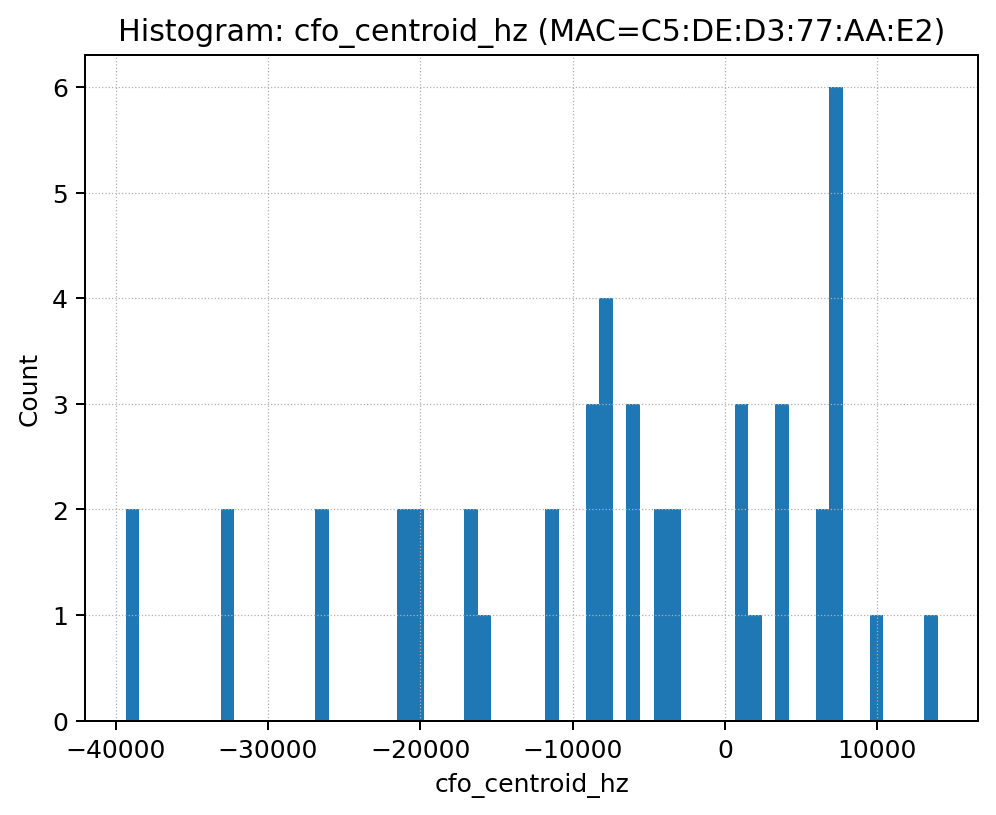 Histogram: cfo_centroid_hz (MAC=C5:DE:D3:77:AA:E2)
6
5
4
3
2
1
0
Count
−40000 −30000 −20000 −10000 0 10000
cfo_centroid_hz